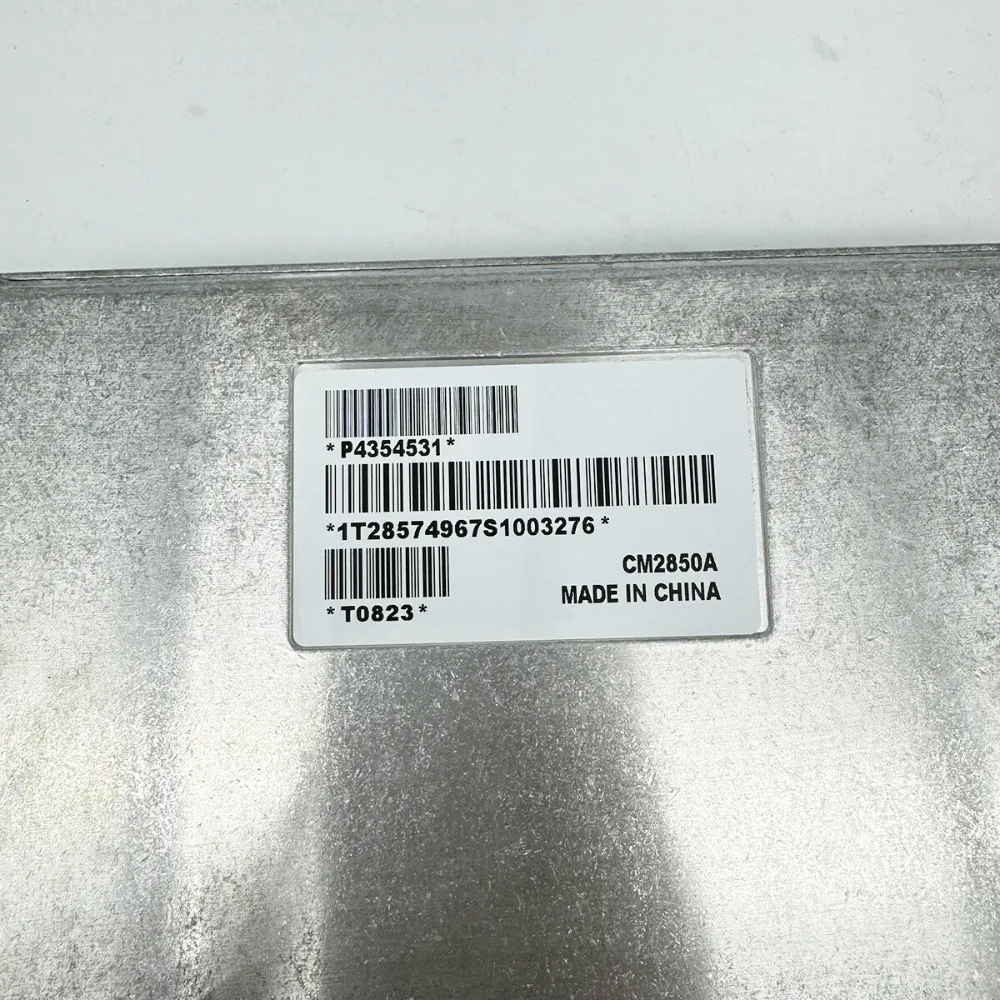 *P4354531*
*1T28574967S1003276*
CM2850A
MADE IN CHINA
*T0823*